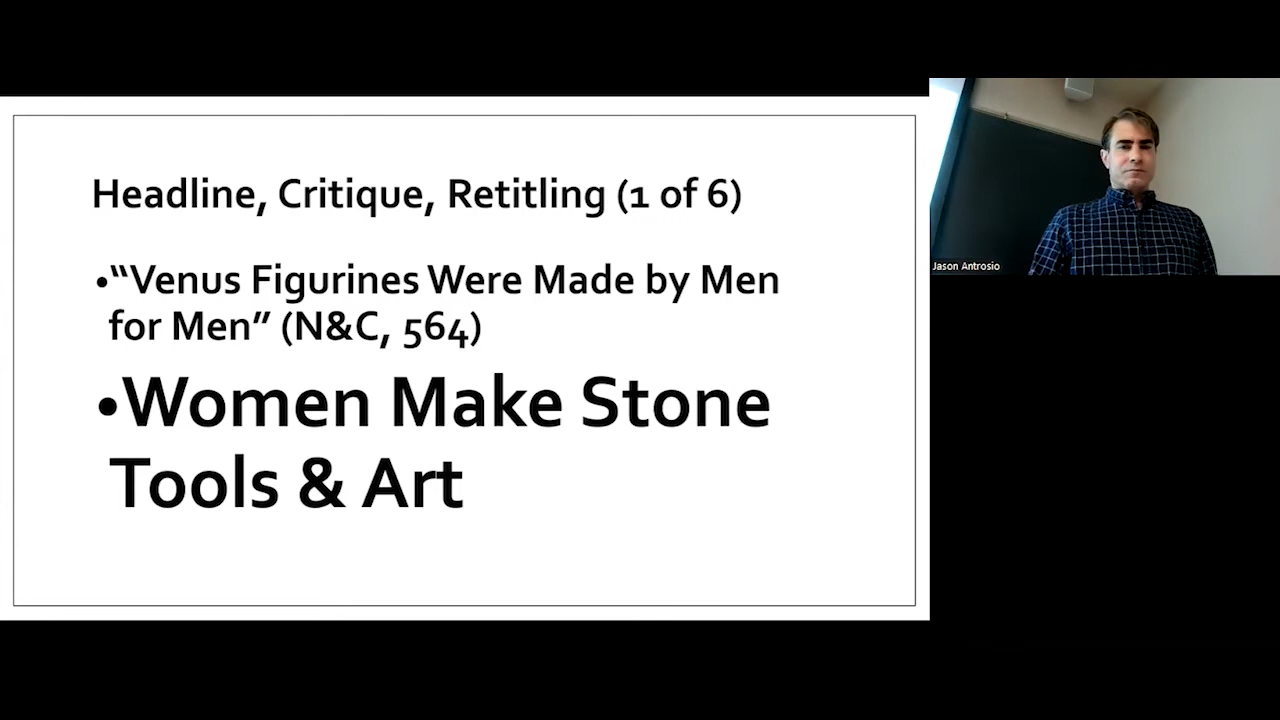 Headline, Critique, Retitling (1 of 6)
•“Venus Figurines Were Made by Men
for Men” (N&C, 564)
•Women Make Stone
Tools & Art
Jason Antrosio